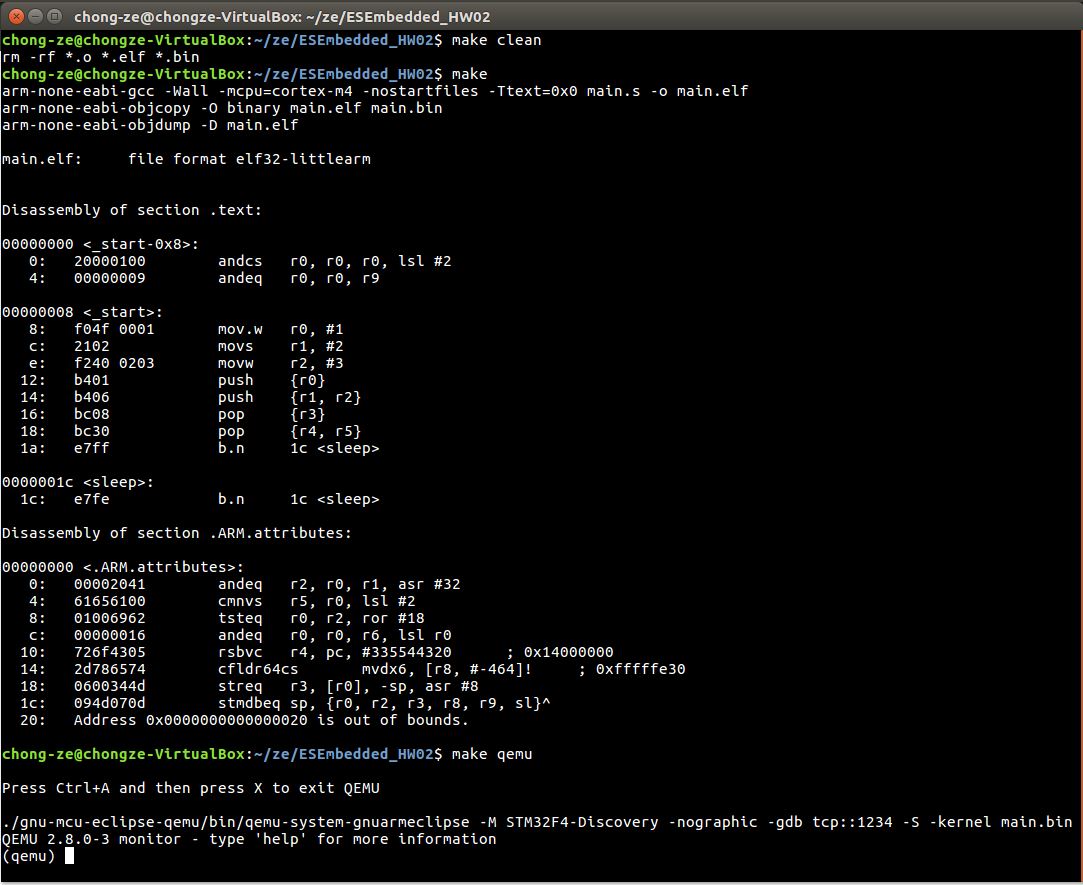 chong-ze@chongze-VirtualBox: ~/ze/ESEmbedded_HW02
chong-ze@chongze-VirtualBox:~/ze/ESEmbedded_HW02$ make clean
rm -rf *.o *.elf *.bin
chong-ze@chongze-VirtualBox:~/ze/ESEmbedded_HW02$ make
arm-none-eabi-gcc -Wall -mcpu=cortex-m4 -nostartfiles -Ttext=0x0 main.s -o main.elf
arm-none-eabi-objcopy -O binary main.elf main.bin
arm-none-eabi-objdump -D main.elf

main.elf:     file format elf32-littlearm


Disassembly of section .text:

00000000 <_start-0x8>:
   0:   20000100        andcs   r0, r0, r0, lsl #2
   4:   00000009        andeq   r0, r0, r9

00000008 <_start>:
   8:   f04f 0001       mov.w   r0, #1
   c:   2102            movs    r1, #2
   e:   f240 0203       movw    r2, #3
  12:   b401            push    {r0}
  14:   b406            push    {r1, r2}
  16:   bc08            pop     {r3}
  18:   bc30            pop     {r4, r5}
  1a:   e7ff            b.n     1c <sleep>

0000001c <sleep>:
  1c:   e7fe            b.n     1c <sleep>

Disassembly of section .ARM.attributes:

00000000 <.ARM.attributes>:
   0:   00002041        andeq   r2, r0, r1, asr #32
   4:   61656100        cmnvs   r5, r0, lsl #2
   8:   01006962        tsteq   r0, r2, ror #18
   c:   00000016        andeq   r0, r0, r6, lsl r0
  10:   726f4305        rsbvc   r4, pc, #335544320      ; 0x14000000
  14:   2d786574        cfldr64cs       mvdx6, [r8, #-464]!     ; 0xfffffe30
  18:   0600344d        streq   r3, [r0], -sp, asr #8
  1c:   094d070d        stmdbeq sp, {r0, r2, r3, r8, r9, sl}^
  20:   Address 0x0000000000000020 is out of bounds.

chong-ze@chongze-VirtualBox:~/ze/ESEmbedded_HW02$ make qemu

Press Ctrl+A and then press X to exit QEMU

./gnu-mcu-eclipse-qemu/bin/qemu-system-gnuarmeclipse -M STM32F4-Discovery -nographic -gdb tcp::1234 -S -kernel main.bin
QEMU 2.8.0-3 monitor - type 'help' for more information
(qemu)